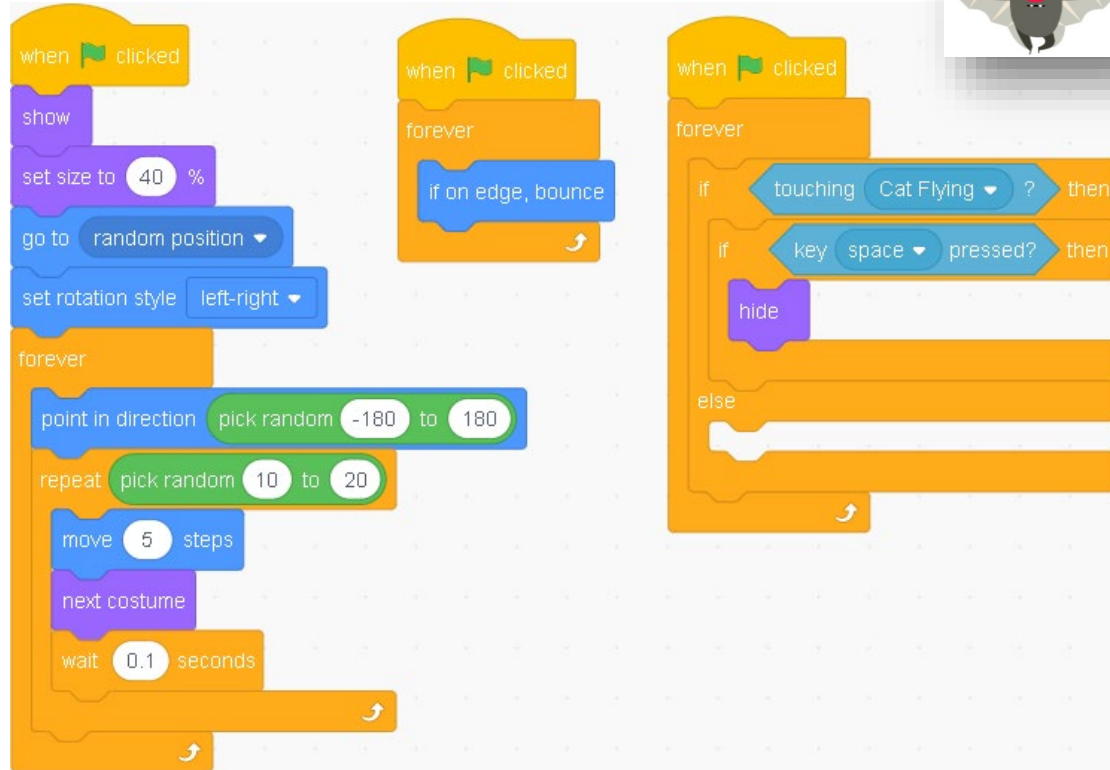 when clicked
show
set size to 40 %
go to random position
set rotation style left-right
forever
point in direction pick random -180 to 180
repeat pick random 10 to 20
move 5 steps
next costume
wait 0.1 seconds
when clicked
forever
if on edge, bounce
when clicked
forever
if touching Cat Flying ? then
if key space pressed? then
hide
else